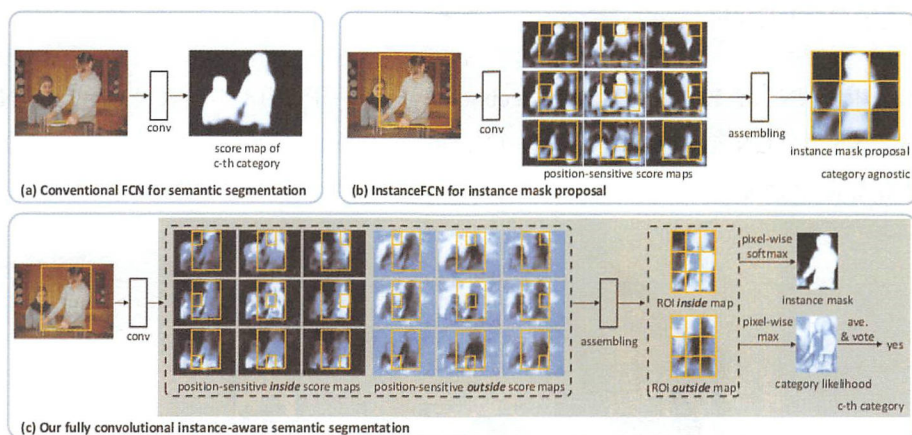 conv
score map of
c-th category
(a) Conventional FCN for semantic segmentation
conv
position-sensitive score maps
assembling
instance mask proposal
category agnostic
(b) InstanceFCN for instance mask proposal
conv
position-sensitive inside score maps
position-sensitive outside score maps
assembling
ROI inside map
ROI outside map
pixel-wise
softmax
instance mask
pixel-wise
max
ave.
& vote
yes
category likelihood
c-th category
(c) Our fully convolutional instance-aware semantic segmentation